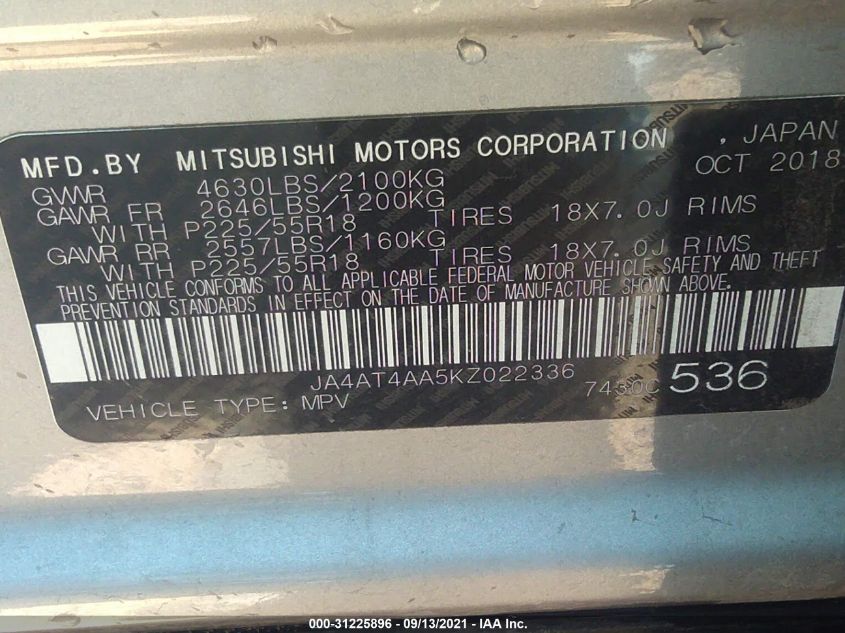 MFD.BY MITSUBISHI MOTORS CORPORATION , JAPAN
GVWR 4630LBS/2100KG OCT 2018
GAWR FR 2646LBS/1200KG
WITH P225/55R18 TIRES 18X7.0J RIMS
GAWR RR 2557LBS/1160KG
WITH P225/55R18 TIRES 18X7.0J RIMS
THIS VEHICLE CONFORMS TO ALL APPLICABLE FEDERAL MOTOR VEHICLE SAFETY AND THEFT
PREVENTION STANDARDS IN EFFECT ON THE DATE OF MANUFACTURE SHOWN ABOVE.
JA4AT4AA5KZ022336
VEHICLE TYPE: MPV 536
000-31225896 - 09/13/2021 - IAA Inc.